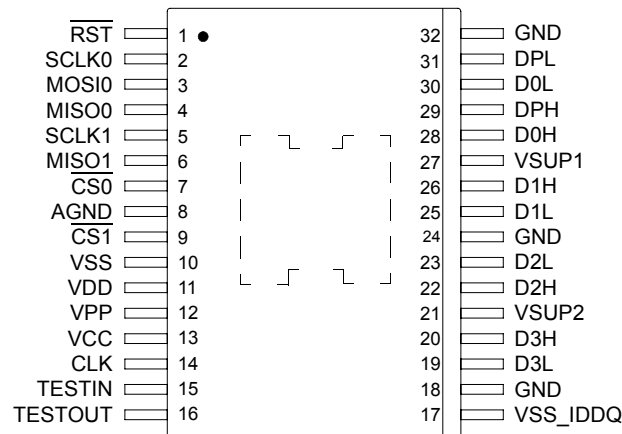 R̅S̅T̅ 1 32 GND
SCLK0 2 31 DPL
MOSI0 3 30 D0L
MISO0 4 29 DPH
SCLK1 5 28 D0H
MISO1 6 27 VSUP1
C̅S̅0̅ 7 26 D1H
AGND 8 25 D1L
C̅S̅1̅ 9 24 GND
VSS 10 23 D2L
VDD 11 22 D2H
VPP 12 21 VSUP2
VCC 13 20 D3H
CLK 14 19 D3L
TESTIN 15 18 GND
TESTOUT 16 17 VSS_IDDQ